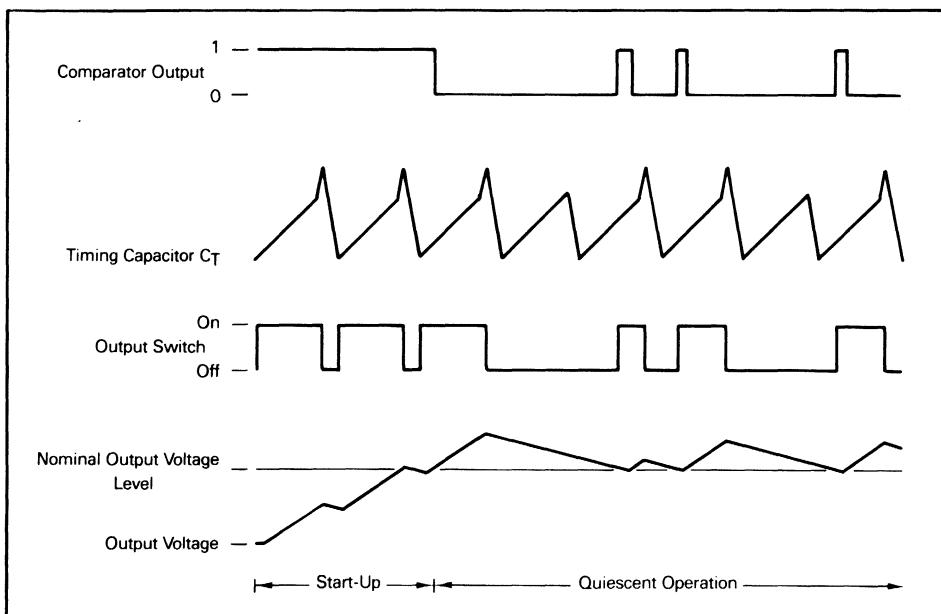 1
Comparator Output
0
Timing Capacitor CT
On
Output Switch
Off
Nominal Output Voltage
Level
Output Voltage
Start-Up
Quiescent Operation